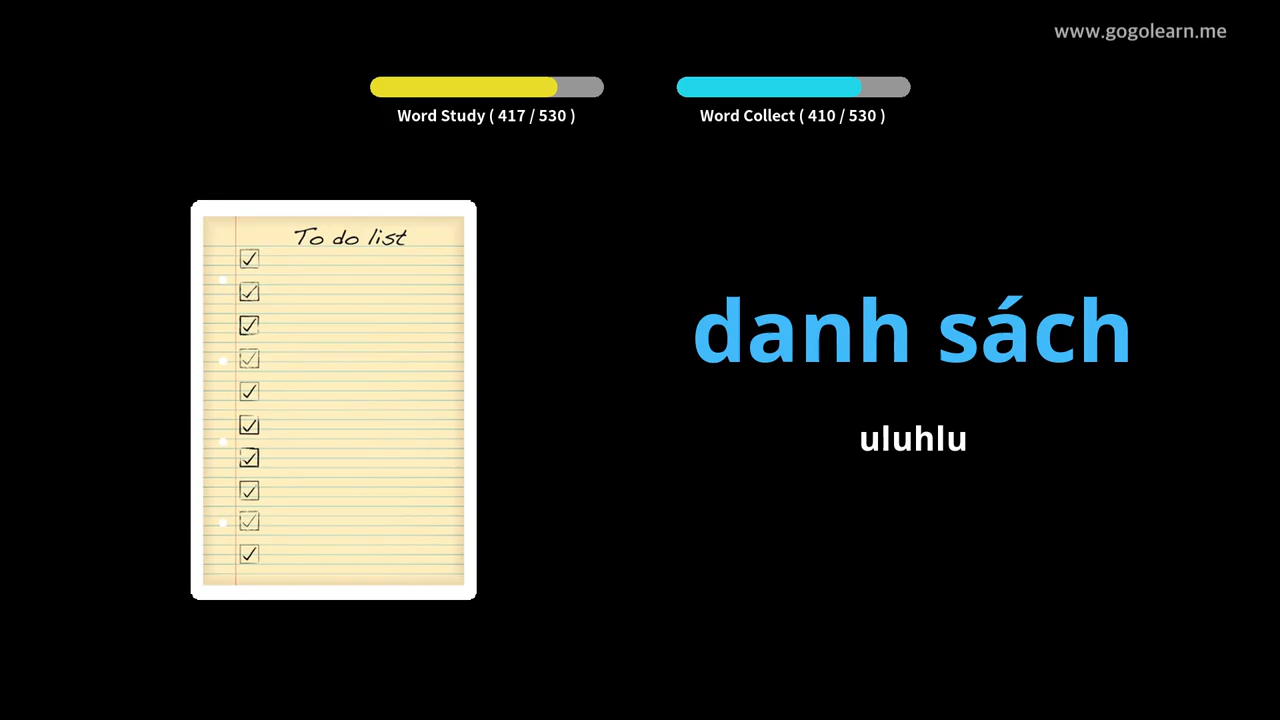 www.gogolearn.me
Word Study ( 417 / 530 )
Word Collect ( 410 / 530 )
To do list
danh sách
uluhlu